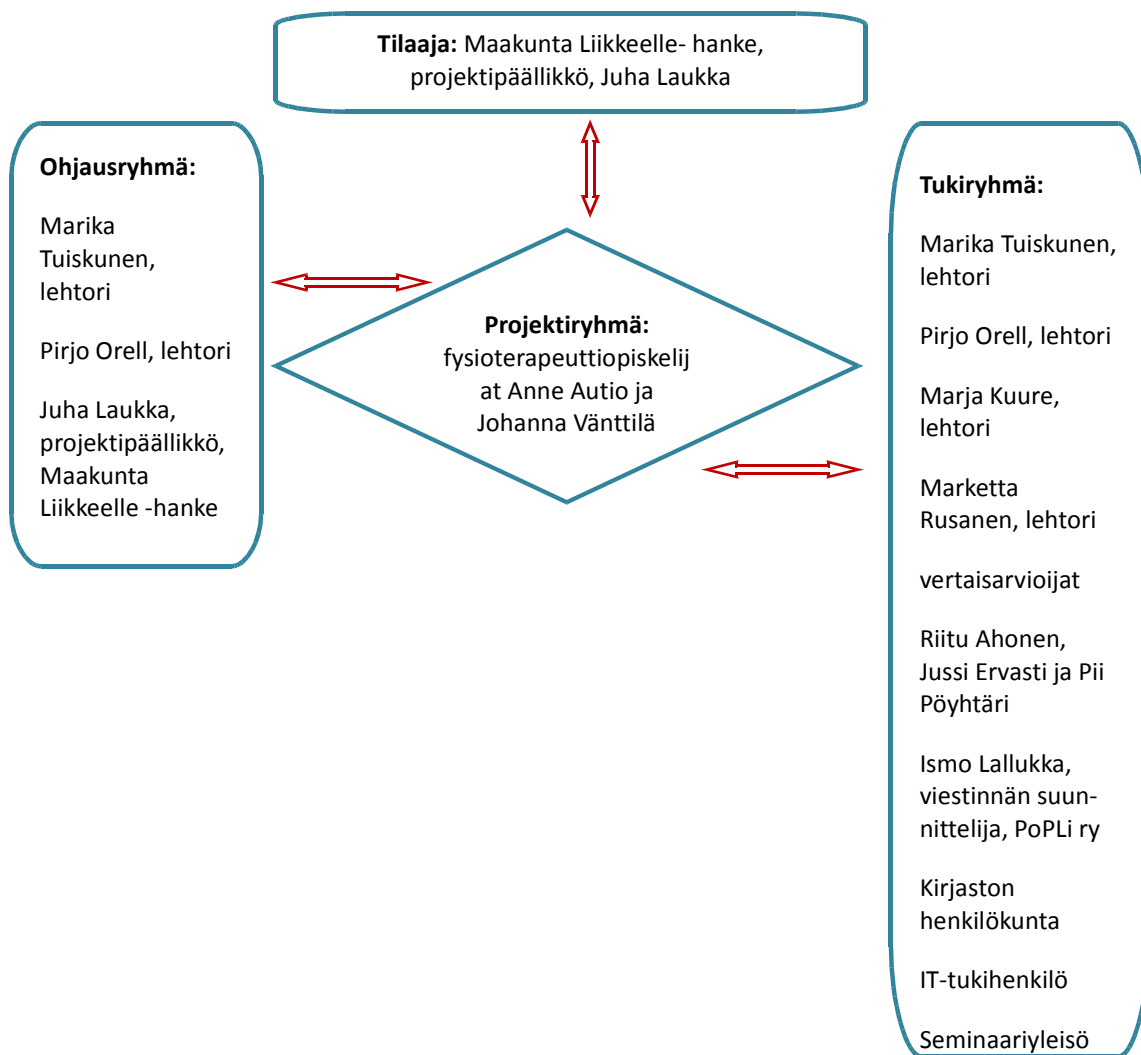 Tilaaja: Maakunta Liikkeelle- hanke,
projektipäällikkö, Juha Laukka
Ohjausryhmä:
Marika
Tuiskunen,
lehtori
Pirjo Orell, lehtori
Juha Laukka,
projektipäällikkö,
Maakunta
Liikkeelle -hanke
Projektiryhmä:
fysioterapeuttiopiskelij
at Anne Autio ja
Johanna Vänttilä
Tukiryhmä:
Marika Tuiskunen,
lehtori
Pirjo Orell, lehtori
Marja Kuure,
lehtori
Marketta
Rusanen, lehtori
vertaisarvioijat
Riitu Ahonen,
Jussi Ervasti ja Pii
Pöyhtäri
Ismo Lallukka,
viestinnän suun-
nittelija, PoPLi ry
Kirjaston
henkilökunta
IT-tukihenkilö
Seminaariyleisö